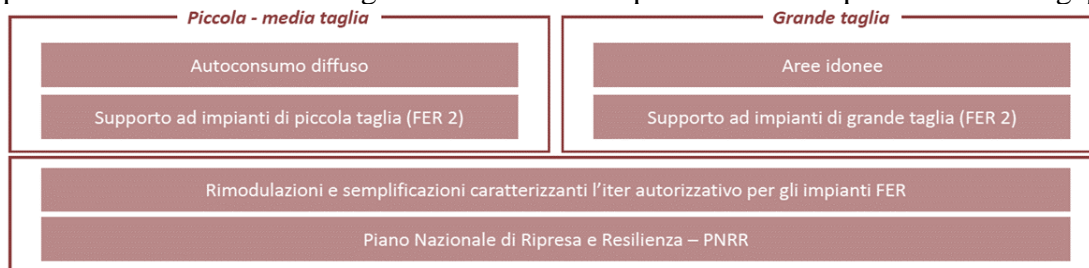 Piccola - media taglia
Autoconsumo diffuso
Supporto ad impianti di piccola taglia (FER 2)
Grande taglia
Aree idonee
Supporto ad impianti di grande taglia (FER 2)
Rimodulazioni e semplificazioni caratterizzanti l'iter autorizzativo per gli impianti FER
Piano Nazionale di Ripresa e Resilienza – PNRR